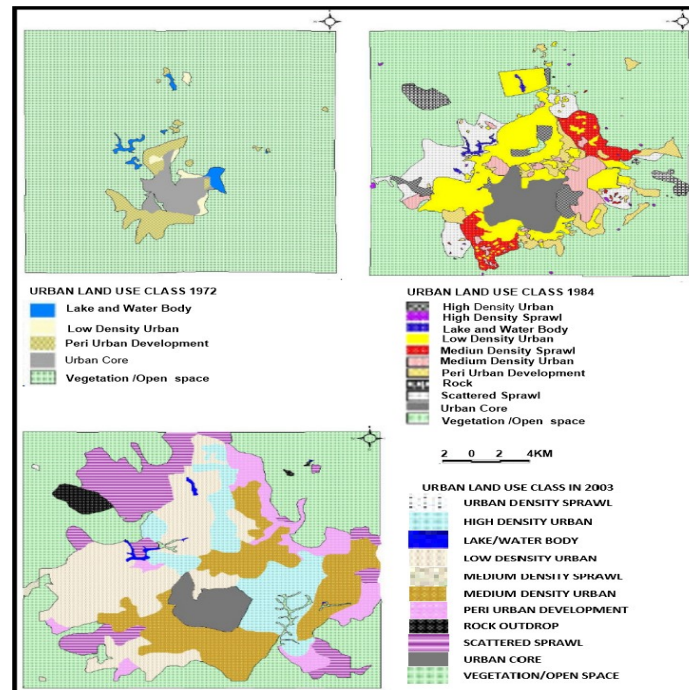 URBAN LAND USE CLASS 1972
Lake and Water Body
Low Density Urban
Peri Urban Development
Urban Core
Vegetation /Open space
URBAN LAND USE CLASS 1984
High Density Urban
High Density Sprawl
Lake and Water Body
Low Density Urban
Mediun Density Sprawl
Medium Density Urban
Peri Urban Development
Rock
Scattered Sprawl
Urban Core
Vegetation /Open space
2 0 2 4KM
URBAN LAND USE CLASS IN 2003
URBAN DENSITY SPRAWL
HIGH DENSITY URBAN
LAKE/WATER BODY
LOW DESINSITY URBAN
MEDIUM DENSITY SPRAWL
MEDIUM DENSITY URBAN
PERI URBAN DEVELOPMENT
ROCK OUTDROP
SCATTERED SPRAWL
URBAN CORE
VEGETATION/OPEN SPACE